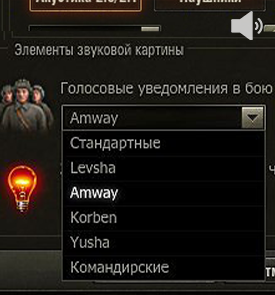 Элементы звуковой картины
Голосовые уведомления в бою
Amway
Стандартные
Levsha
Amway
Korben
Yusha
Командирские